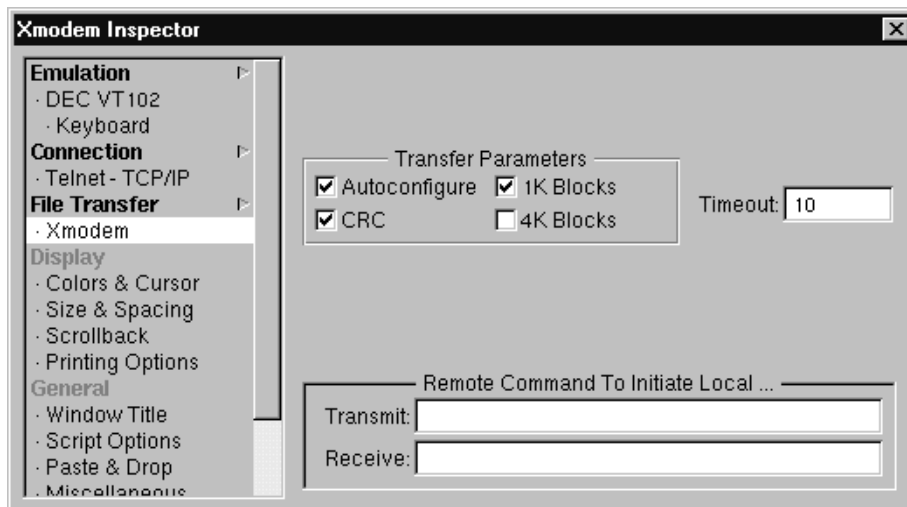 Xmodem Inspector
Emulation
· DEC VT102
· Keyboard
Connection
· Telnet - TCP/IP
File Transfer
· Xmodem
Display
· Colors & Cursor
· Size & Spacing
· Scrollback
· Printing Options
General
· Window Title
· Script Options
· Paste & Drop
· Miscellaneous
Transfer Parameters
Autoconfigure
1K Blocks
CRC
4K Blocks
Timeout: 10
Remote Command To Initiate Local ...
Transmit:
Receive: